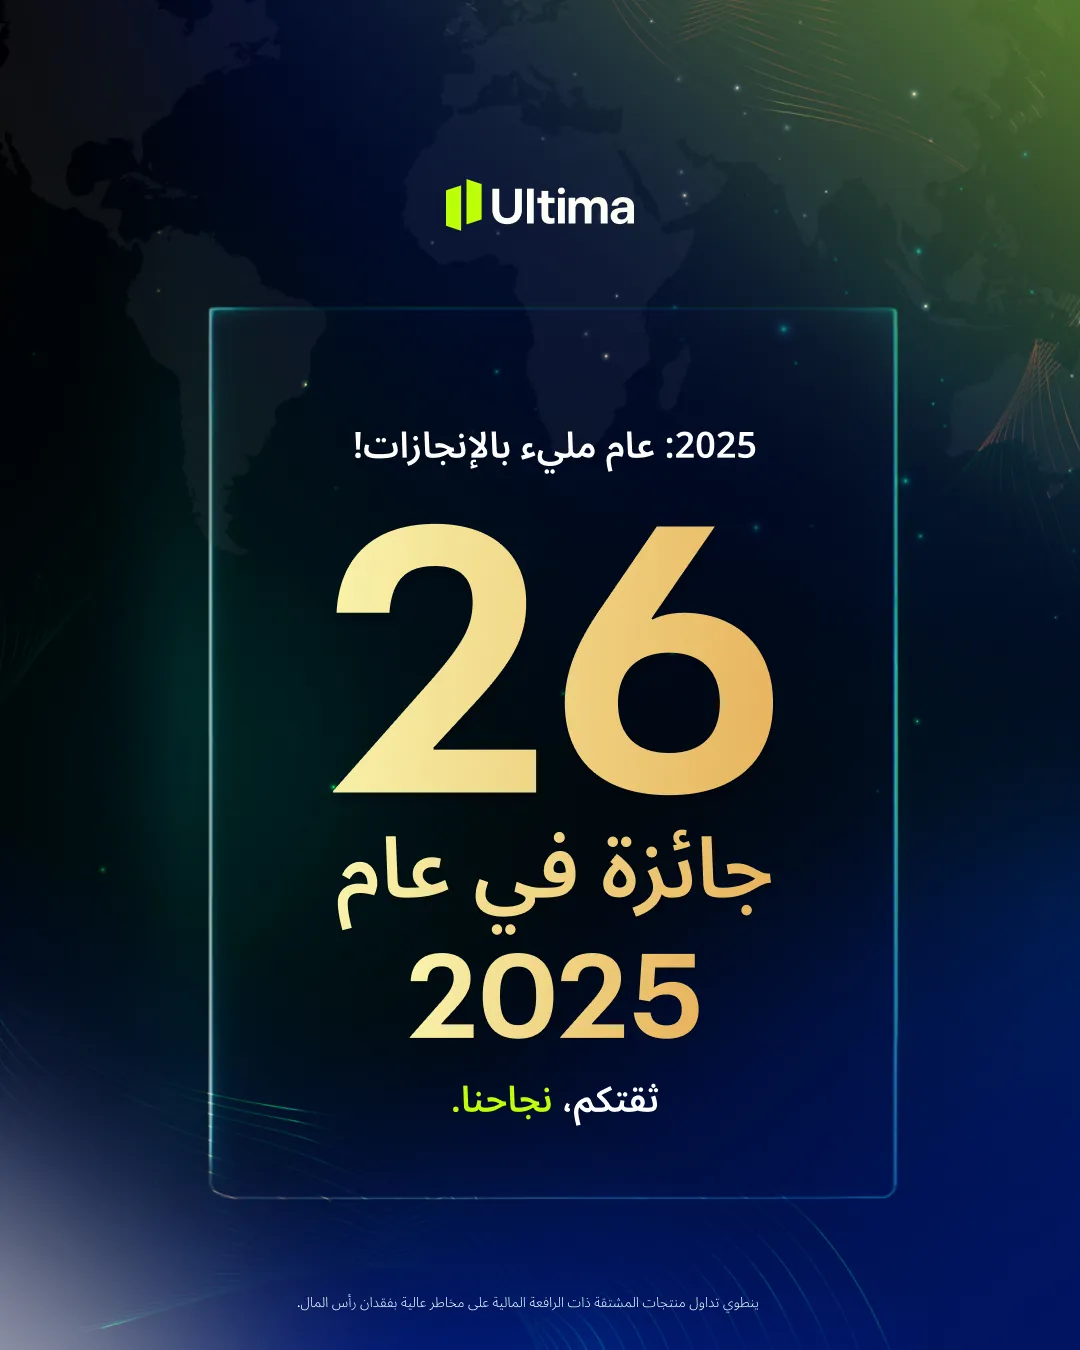 Ultima
2025: عام مليء بالإنجازات!
26
جائزة في عام
2025
ثقتكم، نجاحنا.
ينطوي تداول منتجات المشتقة ذات الرافعة المالية على مخاطر عالية بفقدان رأس المال.